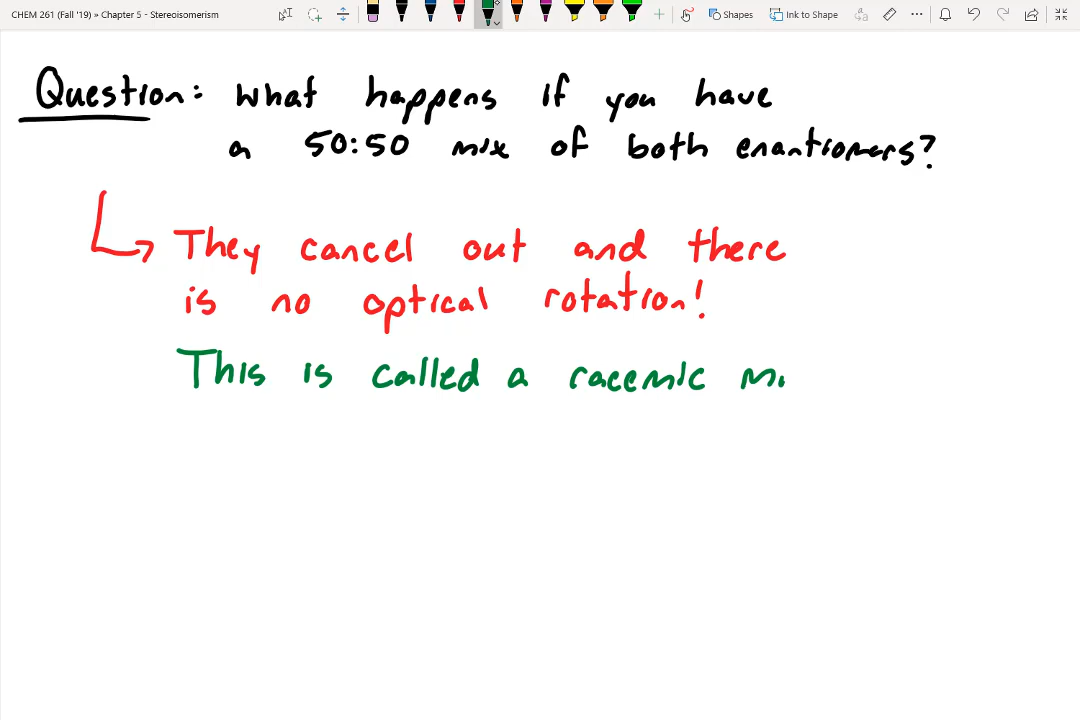 CHEM 261 (Fall '19) » Chapter 5 - Stereoisomerism
Shapes
Ink to Shape
Question: What happens if you have
a 50:50 mix of both enantiomers?
They cancel out and there
is no optical rotation!
This is called a racemic mi